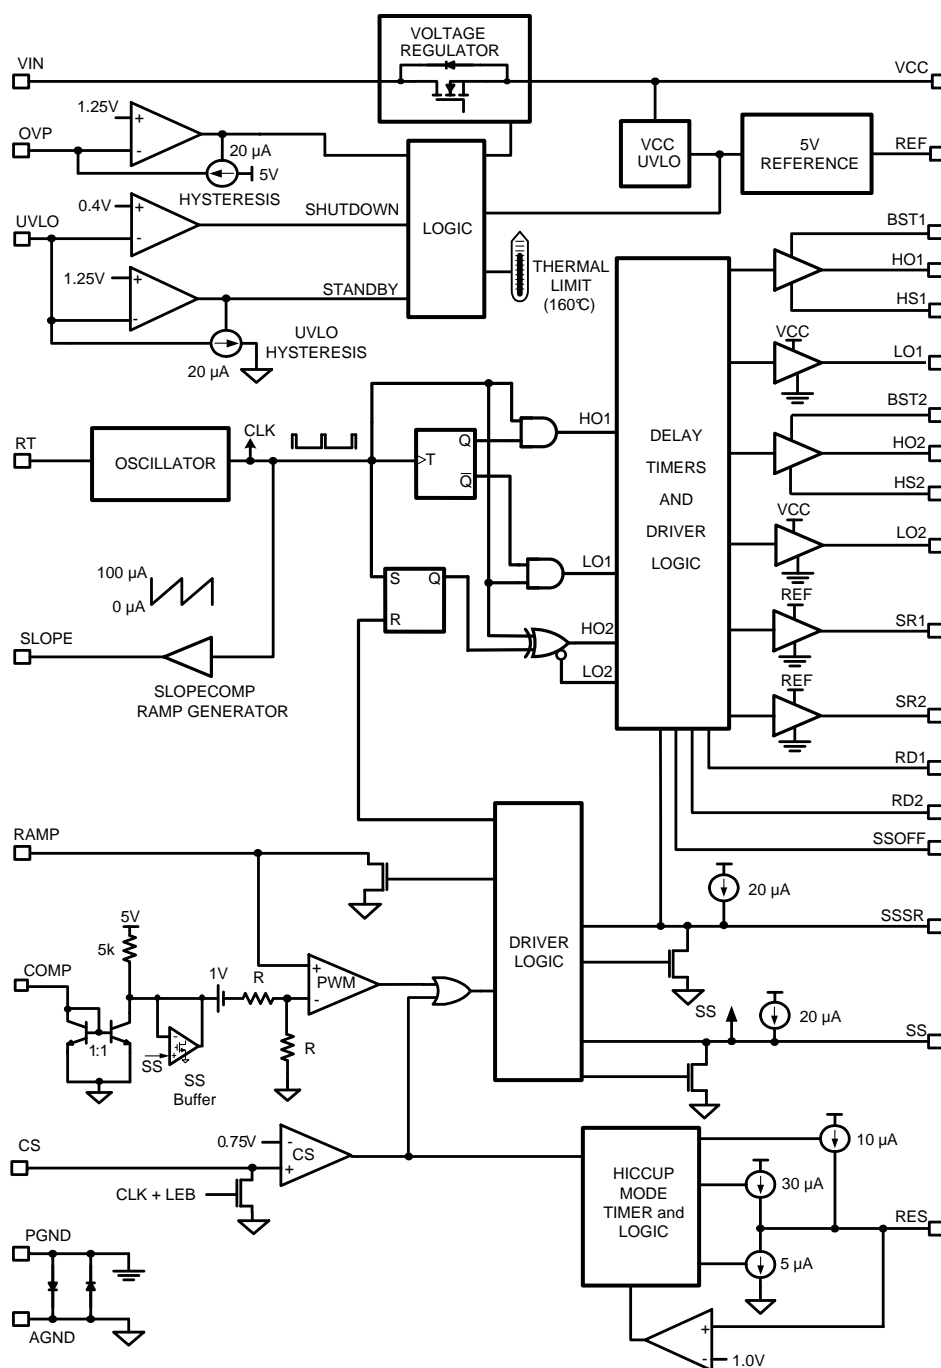 VOLTAGE
REGULATOR
VIN
VCC
1.25V
+
OVP
-
20 µA
5V
HYSTERESIS
VCC
UVLO
5V
REFERENCE
REF
0.4V
+
UVLO
-
SHUTDOWN
LOGIC
BST1
HO1
HS1
THERMAL
LIMIT
(160°C)
1.25V
+
-
STANDBY
UVLO
HYSTERESIS
20 µA
VCC
LO1
BST2
HO2
HS2
RT
OSCILLATOR
CLK
T
Q
Q
HO1
DELAY
TIMERS
AND
DRIVER
LOGIC
VCC
LO2
100 µA
0 µA
S
Q
R
LO1
HO2
LO2
REF
SR1
SLOPE
SLOPECOMP
RAMP GENERATOR
REF
SR2
RD1
RD2
SSOFF
RAMP
20 µA
SSSR
5V
5k
COMP
1V
R
+
PWM
-
DRIVER
LOGIC
1:1
-
+
SS
SS
Buffer
R
SS
20 µA
SS
0.75V
-
CS
+
CS
CLK + LEB
HICCUP
MODE
TIMER and
LOGIC
10 µA
30 µA
RES
5 µA
PGND
AGND
+
-
1.0V